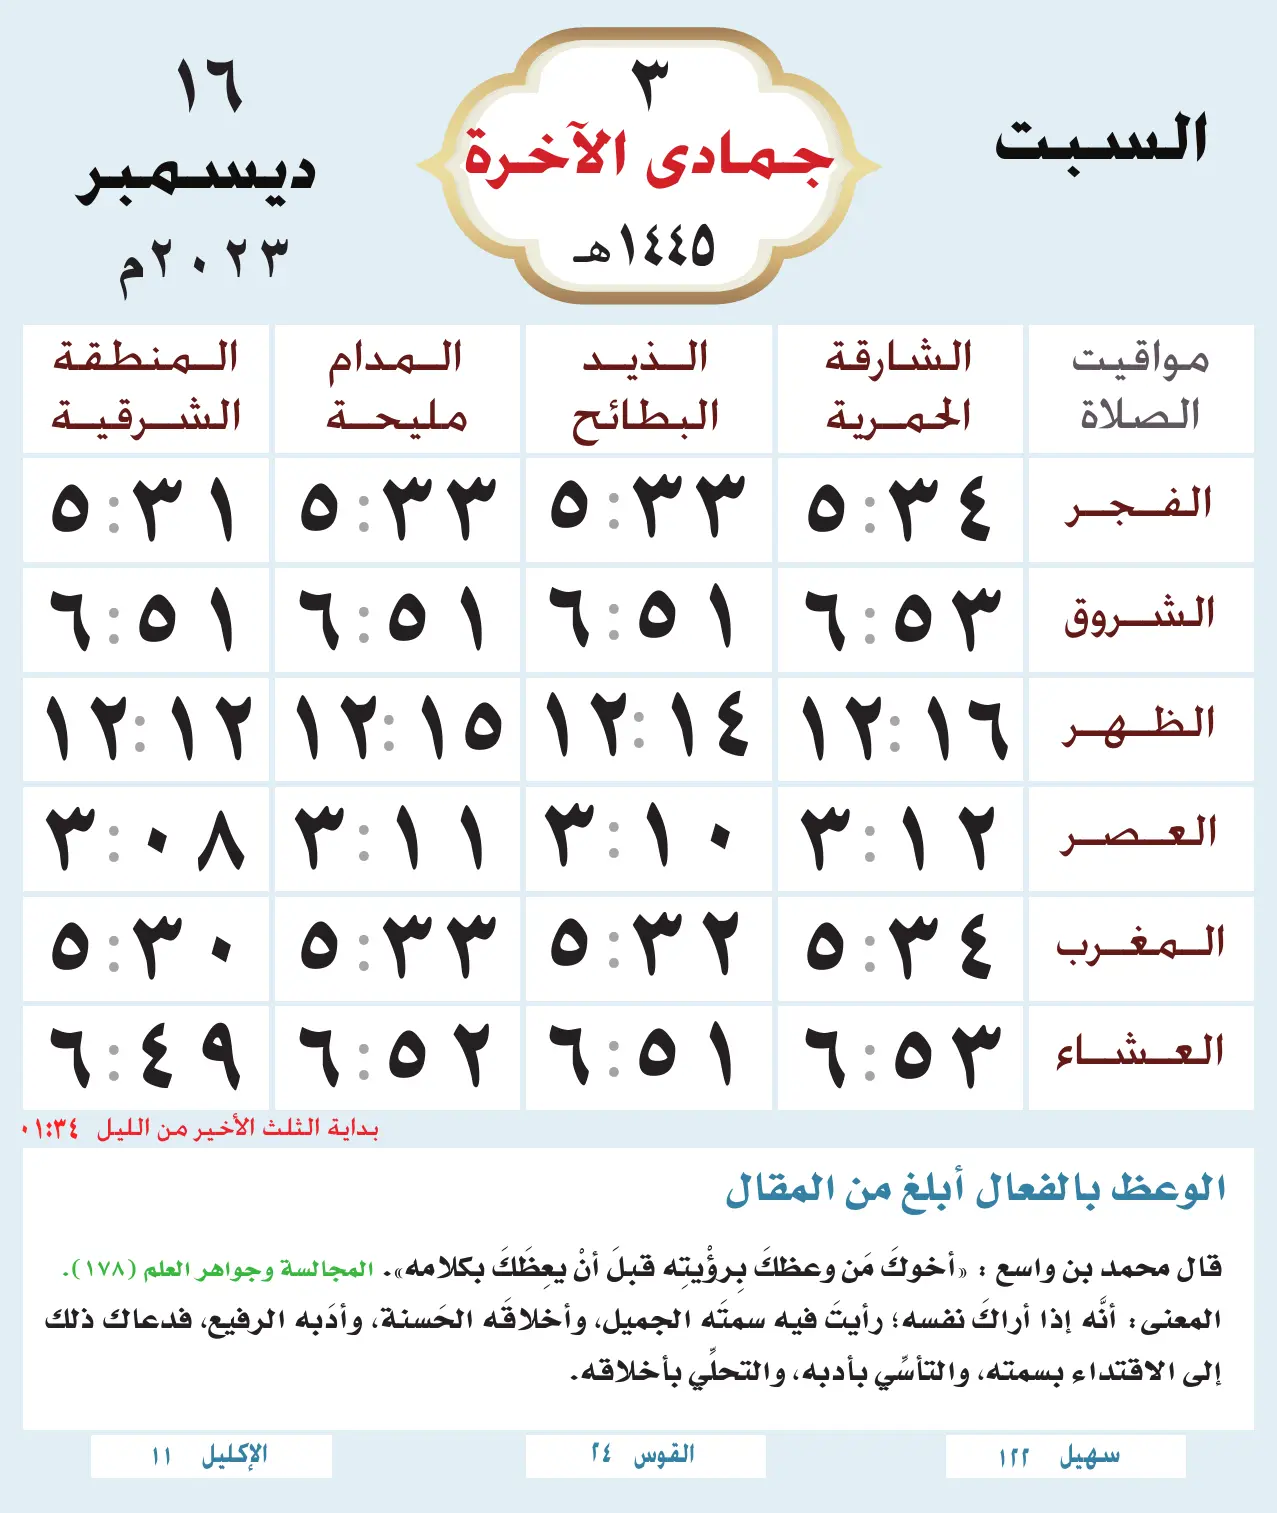 السبت
٣
جمادى الآخرة
١٤٤٥هـ
١٦
ديسمبر
٢٠٢٣م
مواقيت الصلاة
الشارقة الحمرية
الذيد البطائح
المدام مليحة
المنطقة الشرقية
الفجر ٥:٣٤ ٥:٣٣ ٥:٣٣ ٥:٣١
الشروق ٦:٥٣ ٦:٥١ ٦:٥١ ٦:٥١
الظهر ١٢:١٦ ١٢:١٤ ١٢:١٥ ١٢:١٢
العصر ٣:١٢ ٣:١٠ ٣:١١ ٣:٠٨
المغرب ٥:٣٤ ٥:٣٢ ٥:٣٣ ٥:٣٠
العشاء ٦:٥٣ ٦:٥١ ٦:٥٢ ٦:٤٩
بداية الثلث الأخير من الليل ٠١:٣٤
الوعظ بالفعال أبلغ من المقال
قال محمد بن واسع : «أخوكَ مَن وعظكَ بِرؤْيتِه قبلَ أنْ يعِظَكَ بكلامه». المجالسة وجواهر العلم (١٧٨).
المعنى: أنَّه إذا أراكَ نفسه؛ رأيتَ فيه سمتَه الجميل، وأخلاقَه الحَسنة، وأدَبه الرفيع، فدعاك ذلك
إلى الاقتداء بسمته، والتأسِّي بأدبه، والتحلِّي بأخلاقه.
سهيل ١٢٢
القوس ٢٤
الإكليل ١١